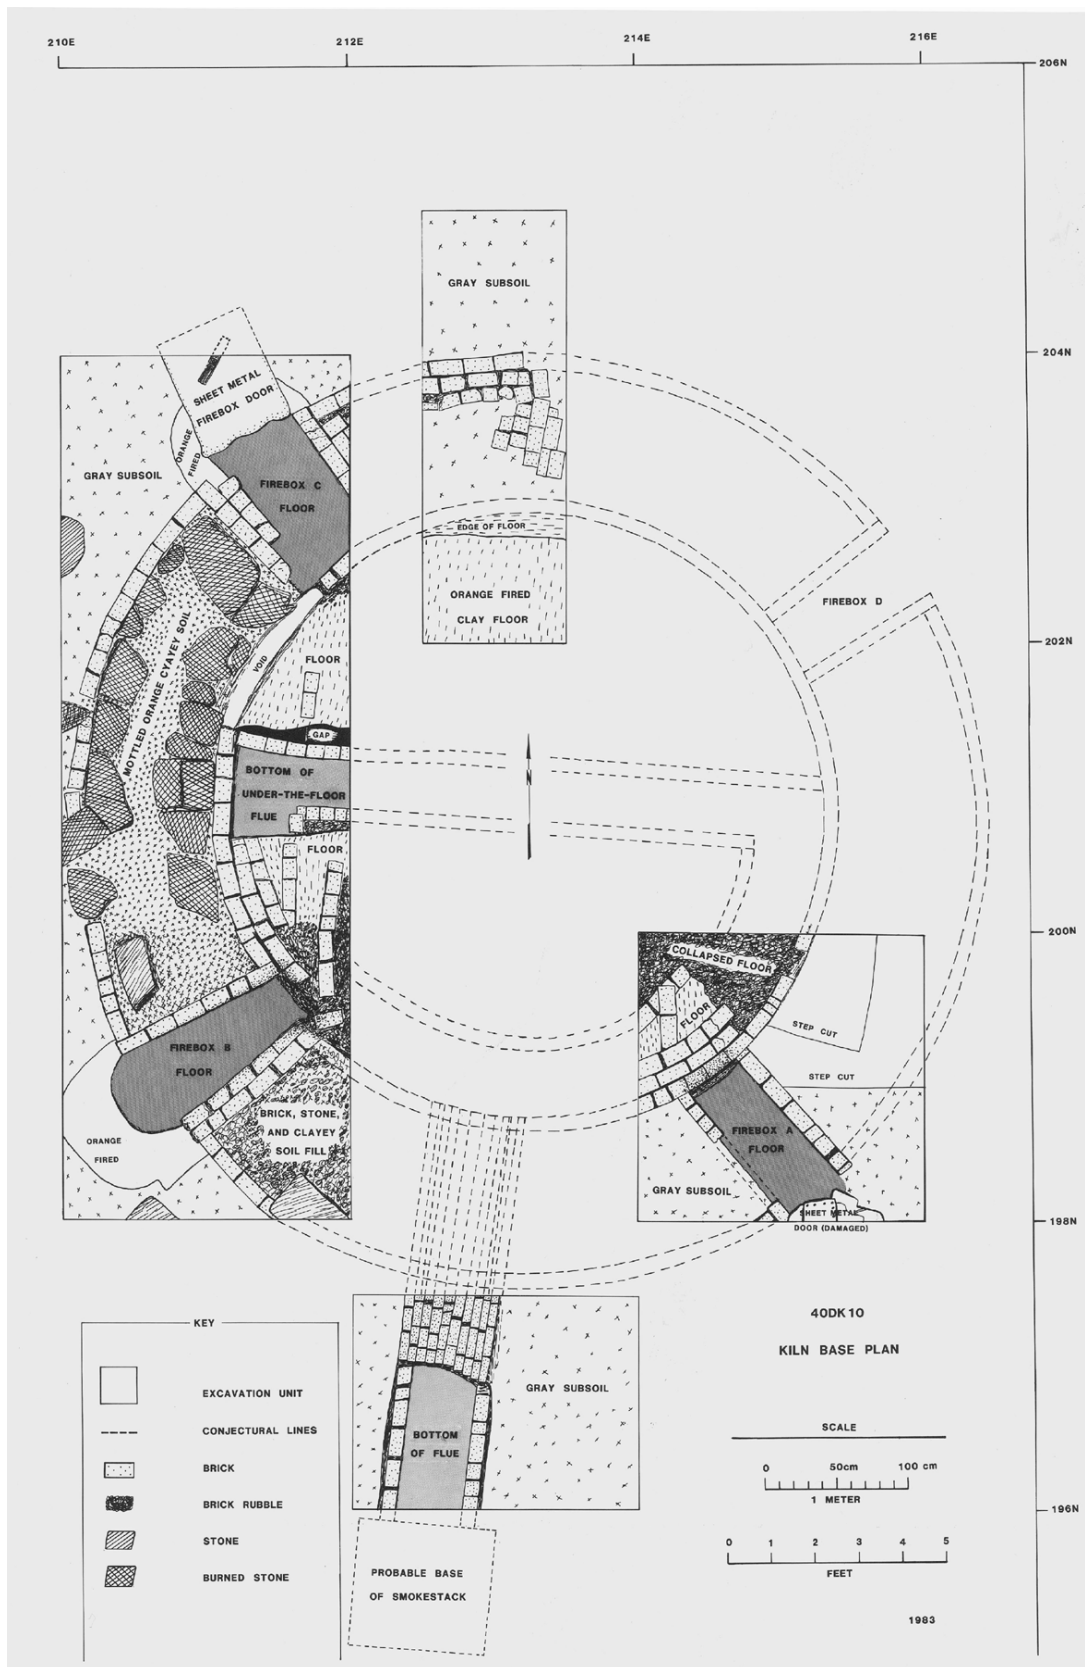 210E
212E
214E
216E
206N
GRAY SUBSOIL
204N
SHEET METAL
FIREBOX DOOR
ORANGE
FIRED
GRAY SUBSOIL
FIREBOX C
FLOOR
EDGE OF FLOOR
ORANGE FIRED
CLAY FLOOR
FIREBOX D
202N
MOTTLED ORANGE CYAYEY SOIL
VOID
FLOOR
GAP
BOTTOM OF
UNDER-THE-FLOOR
FLUE
FLOOR
N
200N
COLLAPSED FLOOR
FLOOR
STEP CUT
STEP CUT
FIREBOX B
FLOOR
BRICK, STONE,
AND CLAYEY
SOIL FILL
ORANGE
FIRED
FIREBOX A
FLOOR
GRAY SUBSOIL
SHEET METAL
DOOR (DAMAGED)
198N
40DK10
KILN BASE PLAN
KEY
EXCAVATION UNIT
CONJECTURAL LINES
BRICK
BRICK RUBBLE
STONE
BURNED STONE
GRAY SUBSOIL
BOTTOM
OF FLUE
SCALE
0 50cm 100 cm
1 METER
196N
0 1 2 3 4 5
FEET
PROBABLE BASE
OF SMOKESTACK
1983